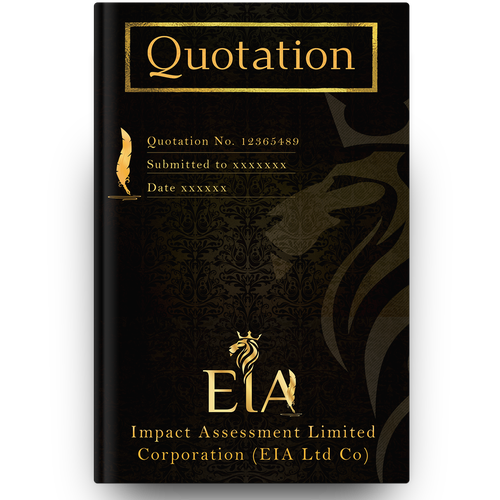 Quotation
Quotation No. 12365489
Submitted to xxxxxxx
Date xxxxxx
EIA
Impact Assessment Limited
Corporation (EIA Ltd Co)